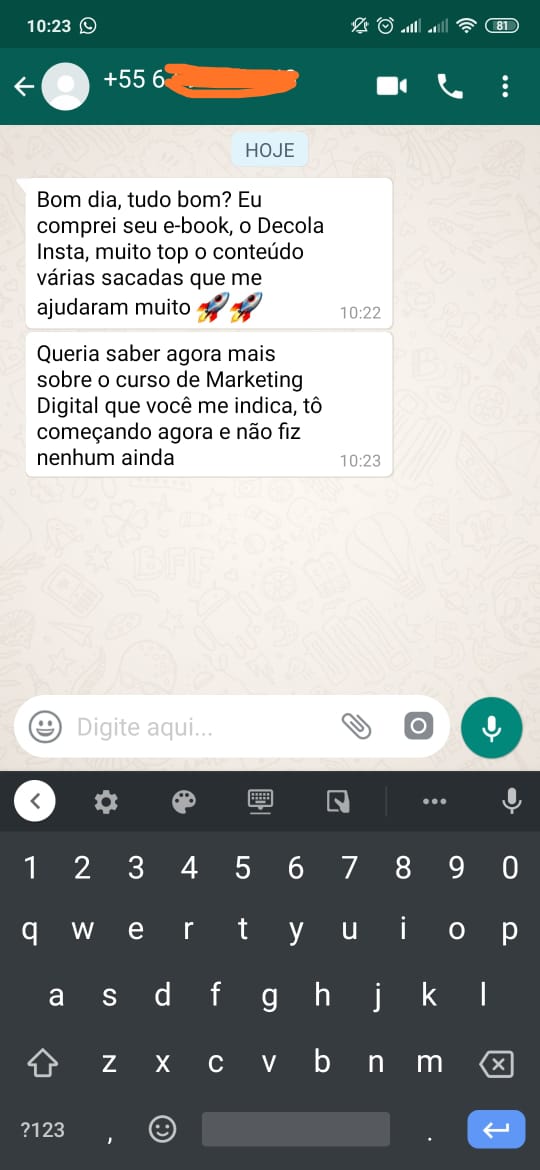 10:23
81
+55 6
HOJE
Bom dia, tudo bom? Eu
comprei seu e-book, o Decola
Insta, muito top o conteúdo
várias sacadas que me
ajudaram muito 🚀🚀
10:22
Queria saber agora mais
sobre o curso de Marketing
Digital que você me indica, tô
começando agora e não fiz
nenhum ainda
10:23
Digite aqui...
1 2 3 4 5 6 7 8 9 0
q w e r t y u i o p
a s d f g h j k l
z x c v b n m
?123 , .